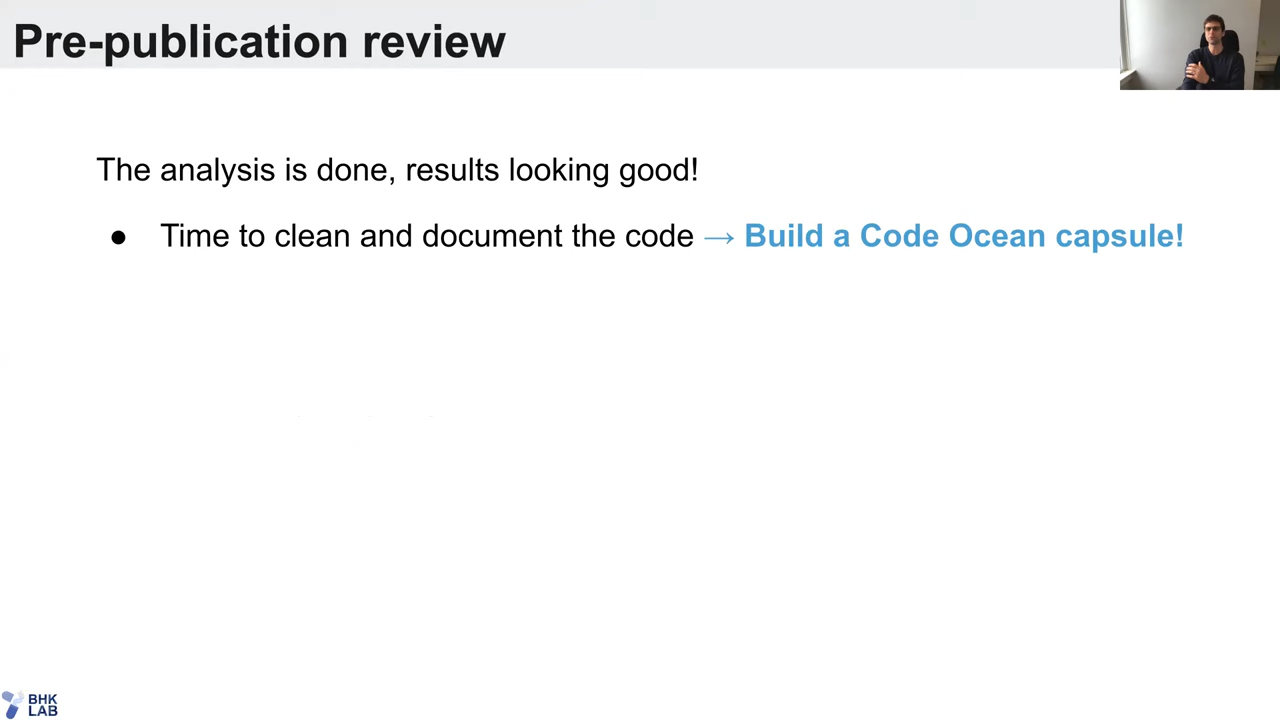 Pre-publication review
The analysis is done, results looking good!
● Time to clean and document the code → Build a Code Ocean capsule!
BHK
LAB